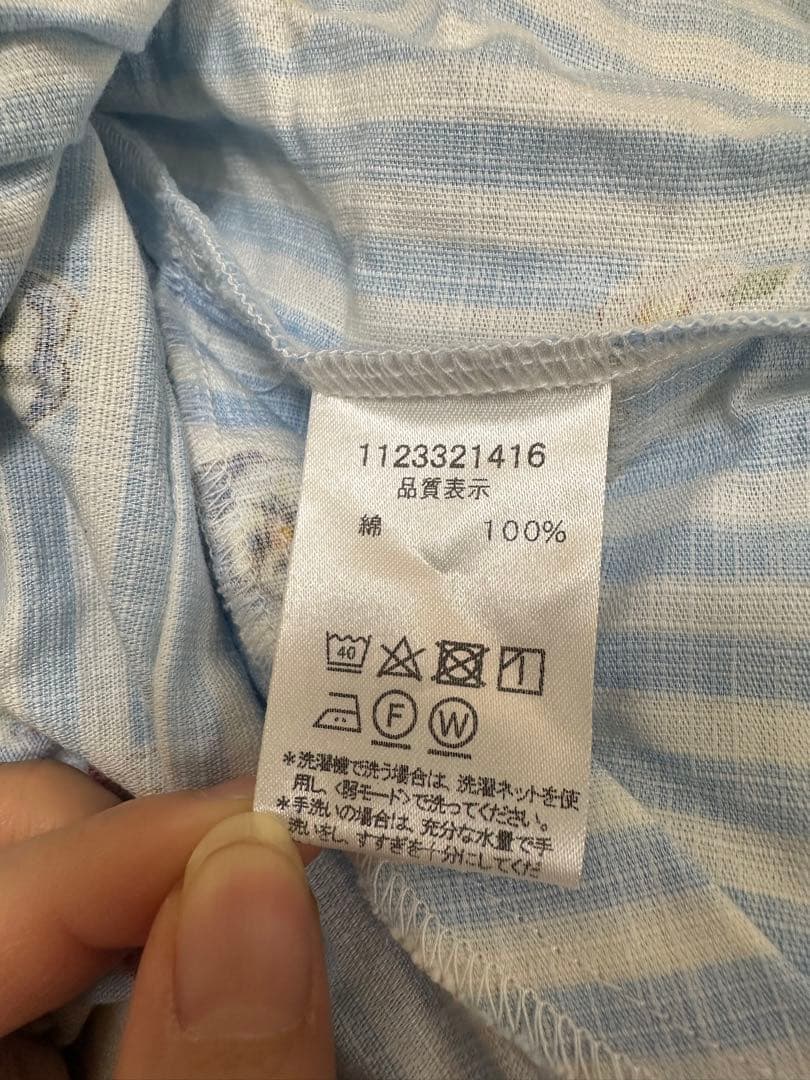 1123321416
品質表示
綿 100%
40
F W
*洗濯機で洗う場合は、洗濯ネットを使
用し、<弱モード>で洗ってください。
*手洗いの場合は、充分な水量で手
洗いをし、すすぎを十分にしてくだ